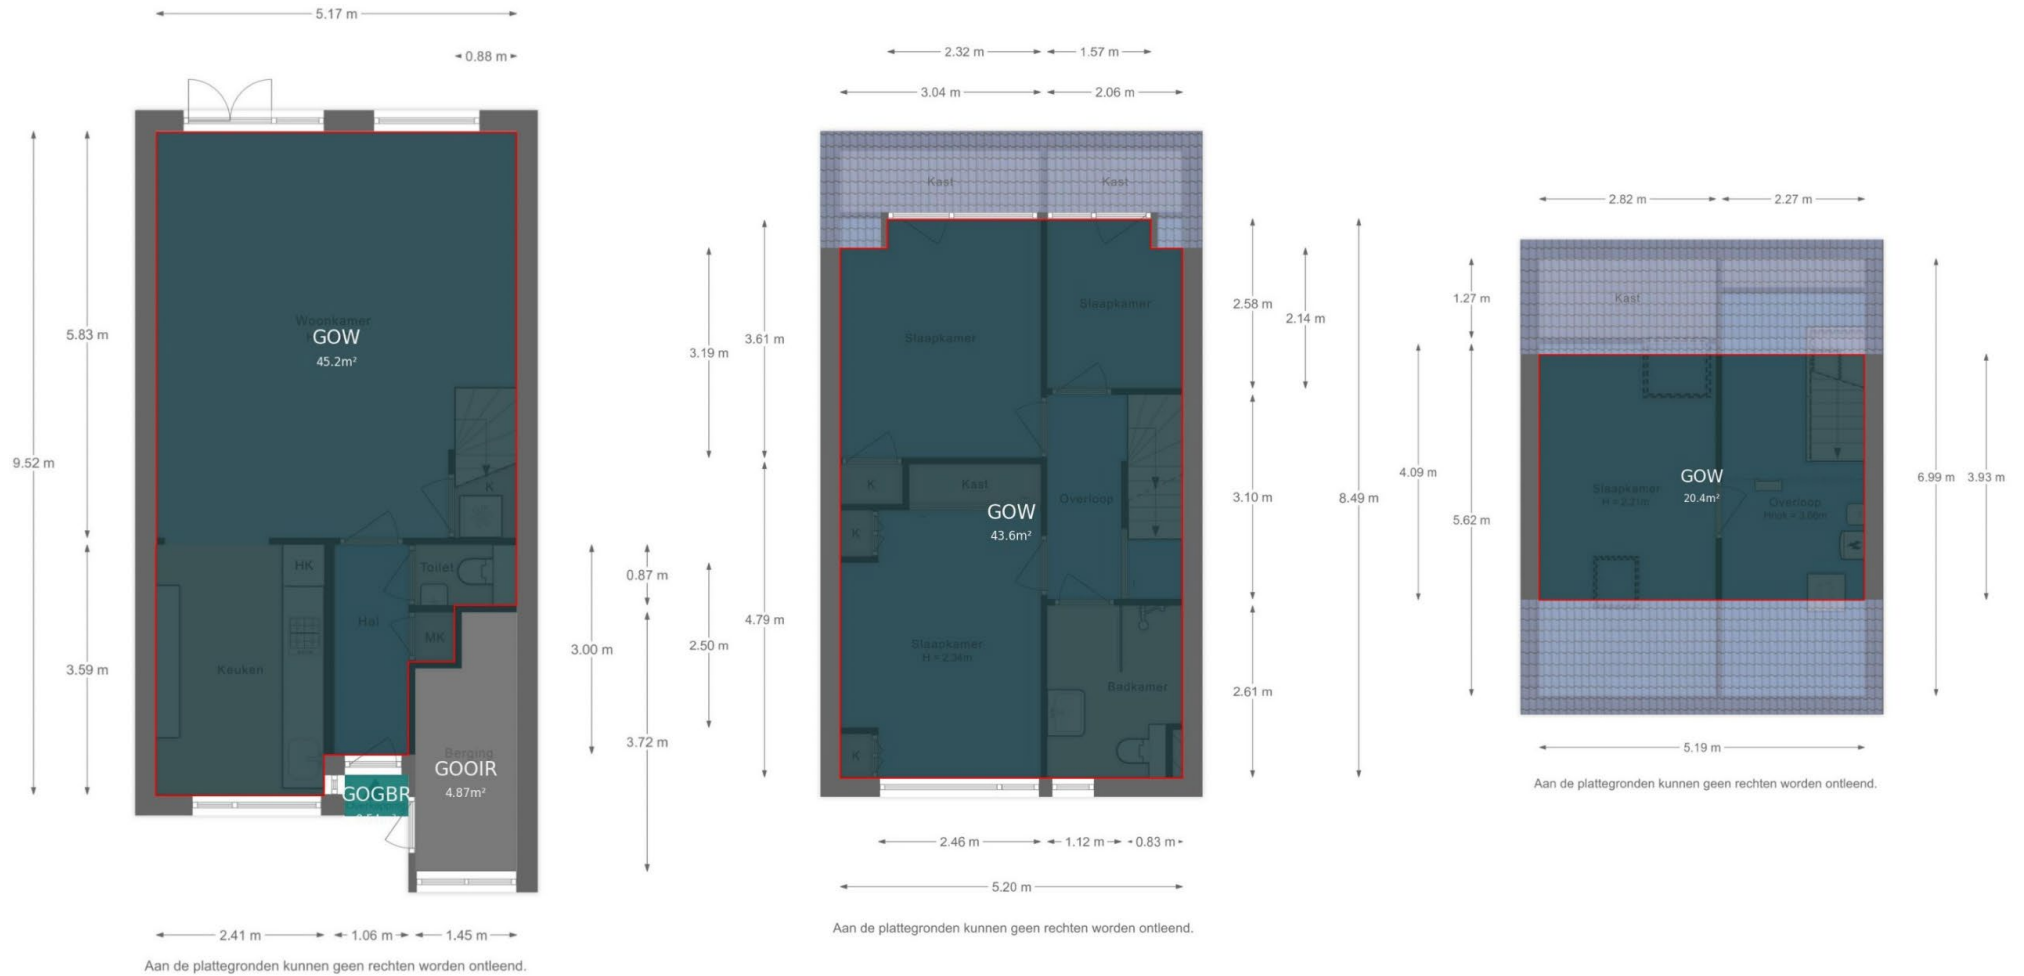 5.17 m
0.88 m
9.52 m
5.83 m
3.59 m
Woonkamer
GOW
45.2m²
K
HK
Toilet
Hal
MK
Keuken
Berging
GOOIR
4.87m²
GOGBR
0.87 m
3.00 m
3.72 m
2.41 m
1.06 m
1.45 m
Aan de plattegronden kunnen geen rechten worden ontleend.
2.32 m
1.57 m
3.04 m
2.06 m
Kast
Kast
3.19 m
3.61 m
2.50 m
4.79 m
Slaapkamer
Slaapkamer
K
Kast
Overloop
GOW
43.6m²
K
Slaapkamer
H = 2.34m
Badkamer
K
2.58 m
2.14 m
3.10 m
8.49 m
2.61 m
2.46 m
1.12 m
0.83 m
5.20 m
Aan de plattegronden kunnen geen rechten worden ontleend.
2.82 m
2.27 m
1.27 m
4.09 m
5.62 m
Kast
GOW
20.4m²
Slaapkamer
H = 2.21m
Overloop
6.99 m
3.93 m
5.19 m
Aan de plattegronden kunnen geen rechten worden ontleend.